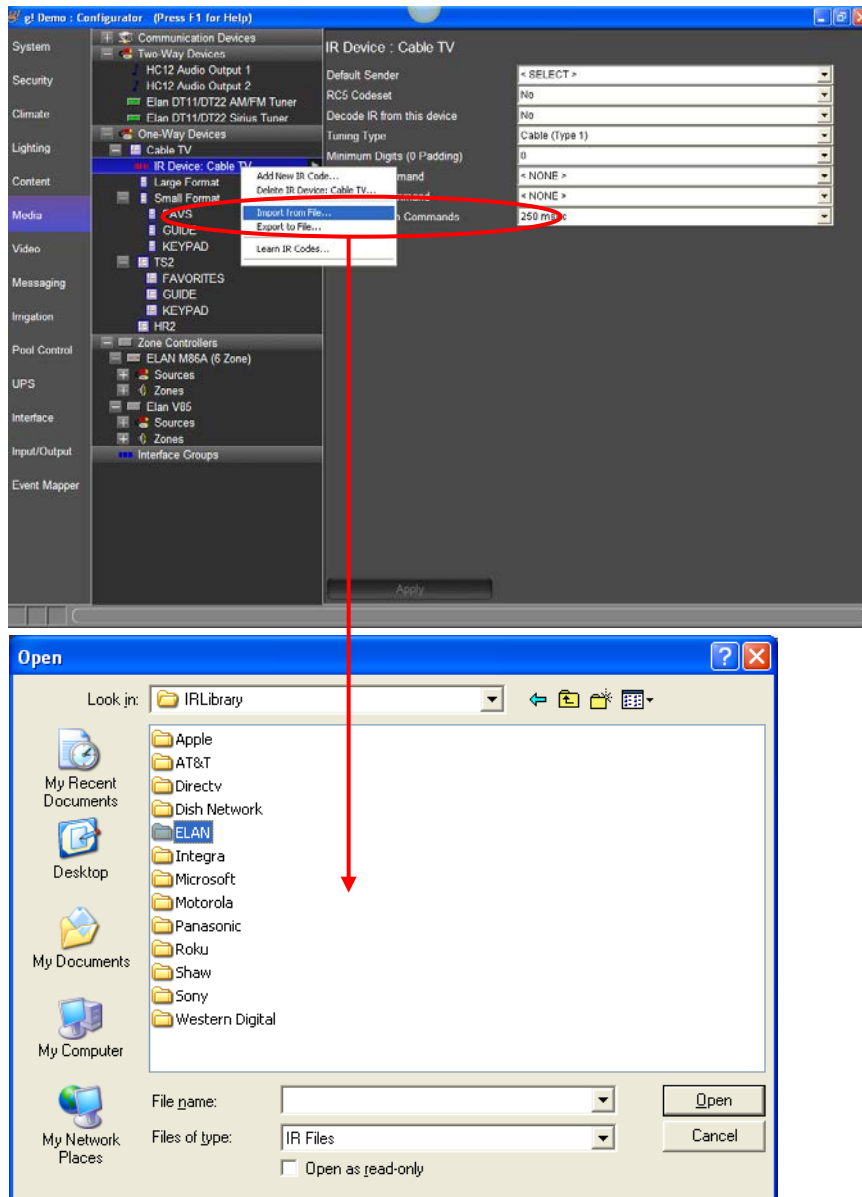 g! Demo : Configurator (Press F1 for Help)
System
Security
Climate
Lighting
Content
Media
Video
Messaging
Irrigation
Pool Control
UPS
Interface
Input/Output
Event Mapper
Communication Devices
Two-Way Devices
HC12 Audio Output 1
HC12 Audio Output 2
Elan DT11/DT22 AM/FM Tuner
Elan DT11/DT22 Sirius Tuner
One-Way Devices
Cable TV
IR Device: Cable TV
Large Format
Small Format
FAVS
GUIDE
KEYPAD
TS2
FAVORITES
GUIDE
KEYPAD
HR2
Zone Controllers
ELAN M86A (6 Zone)
Sources
Zones
Elan V85
Sources
Zones
Interface Groups
Add New IR Code...
Delete IR Device: Cable TV...
Import from File...
Export to File...
Learn IR Codes...
IR Device : Cable TV
Default Sender < SELECT >
RC5 Codeset No
Decode IR from this device No
Tuning Type Cable (Type 1)
Minimum Digits (0 Padding) 0
< NONE >
< NONE >
Commands 250 msec
Apply
Open
Look in: IRLibrary
My Recent
Documents
Desktop
My Documents
My Computer
My Network
Places
Apple
AT&T
Directv
Dish Network
ELAN
Integra
Microsoft
Motorola
Panasonic
Roku
Shaw
Sony
Western Digital
File name:
Open
Files of type: IR Files
Cancel
Open as read-only